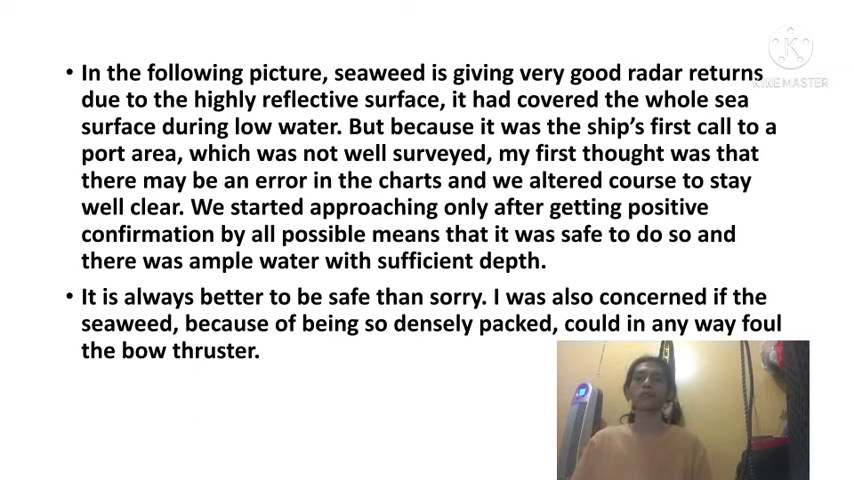 • In the following picture, seaweed is giving very good radar returns
due to the highly reflective surface, it had covered the whole sea
surface during low water. But because it was the ship's first call to a
port area, which was not well surveyed, my first thought was that
there may be an error in the charts and we altered course to stay
well clear. We started approaching only after getting positive
confirmation by all possible means that it was safe to do so and
there was ample water with sufficient depth.
• It is always better to be safe than sorry. I was also concerned if the
seaweed, because of being so densely packed, could in any way foul
the bow thruster.
K
KINEMASTER